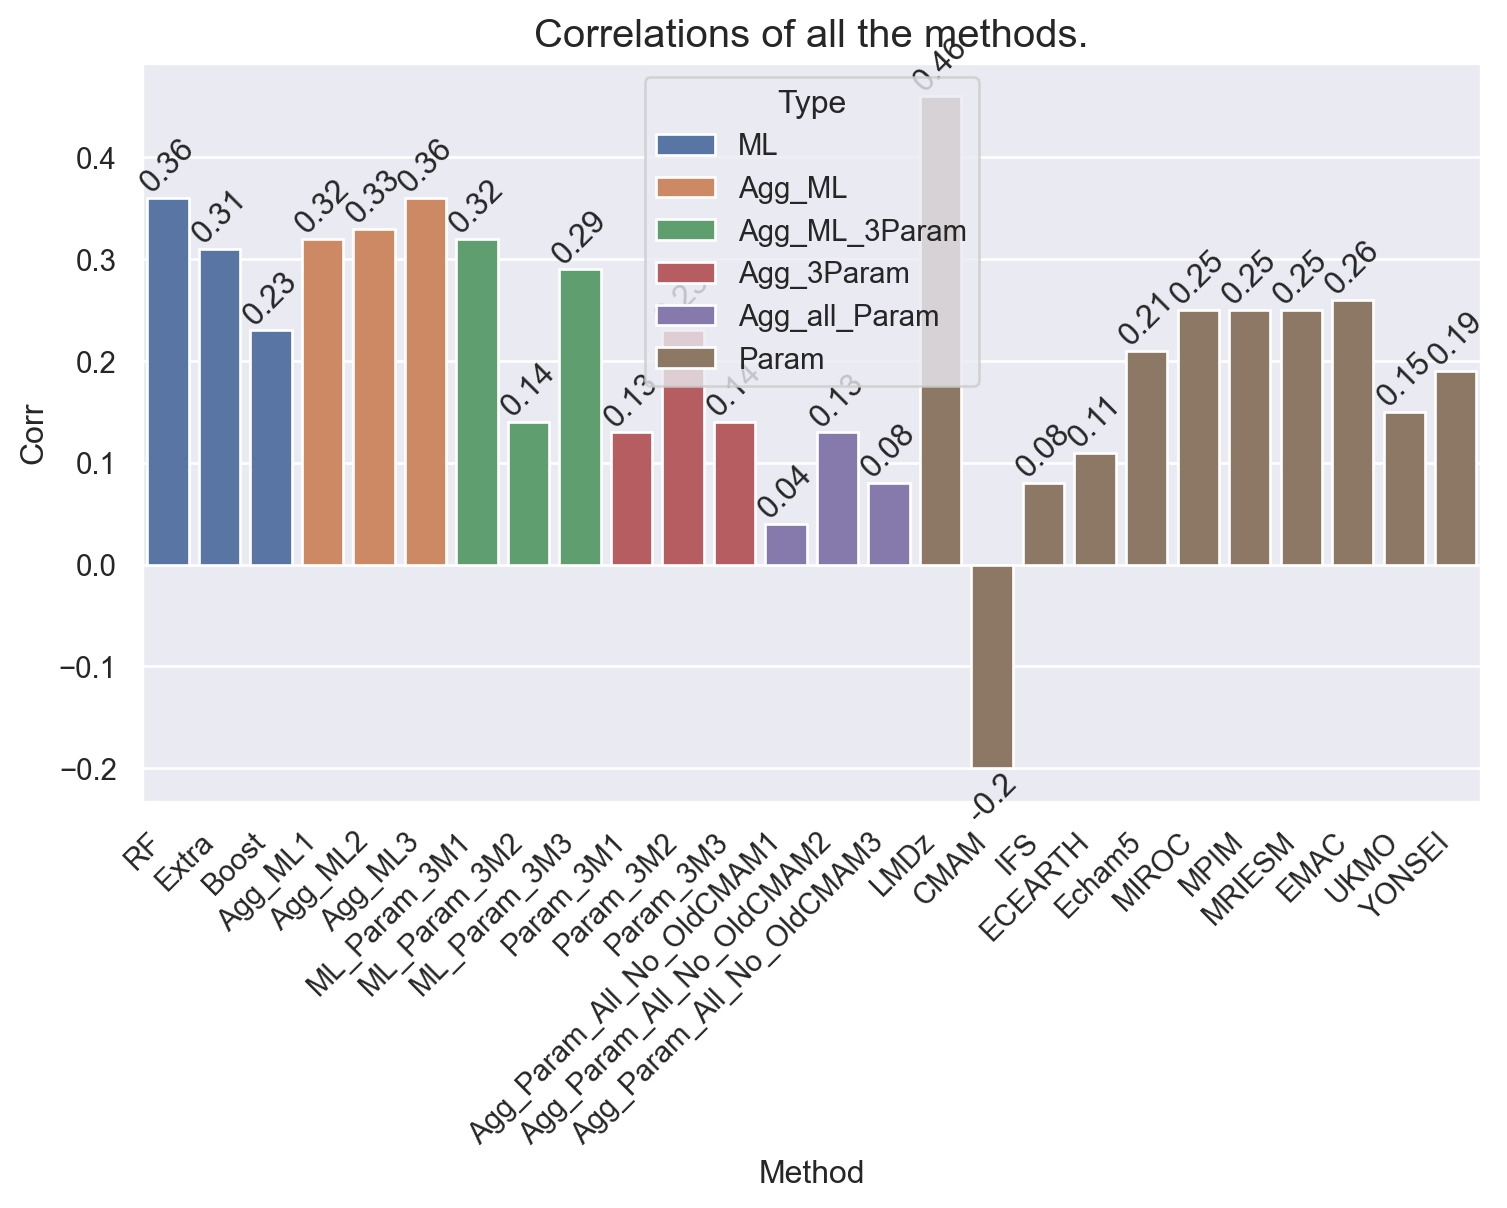 Correlations of all the methods.
Type
ML
Agg_ML
Agg_ML_3Param
Agg_3Param
Agg_all_Param
Param
Corr
0.4
0.3
0.2
0.1
0.0
−0.1
−0.2
0.36
0.31
0.23
0.32
0.33
0.36
0.32
0.14
0.29
0.13
0.23
0.14
0.04
0.13
0.08
0.46
-0.2
0.08
0.11
0.21
0.25
0.25
0.25
0.26
0.15
0.19
RF
Extra
Boost
Agg_ML1
Agg_ML2
Agg_ML3
ML_Param_3M1
ML_Param_3M2
ML_Param_3M3
Param_3M1
Param_3M2
Param_3M3
Agg_Param_All_No_OldCMAM1
Agg_Param_All_No_OldCMAM2
Agg_Param_All_No_OldCMAM3
LMDz
CMAM
IFS
ECEARTH
Echam5
MIROC
MPIM
MRIESM
EMAC
UKMO
YONSEI
Method